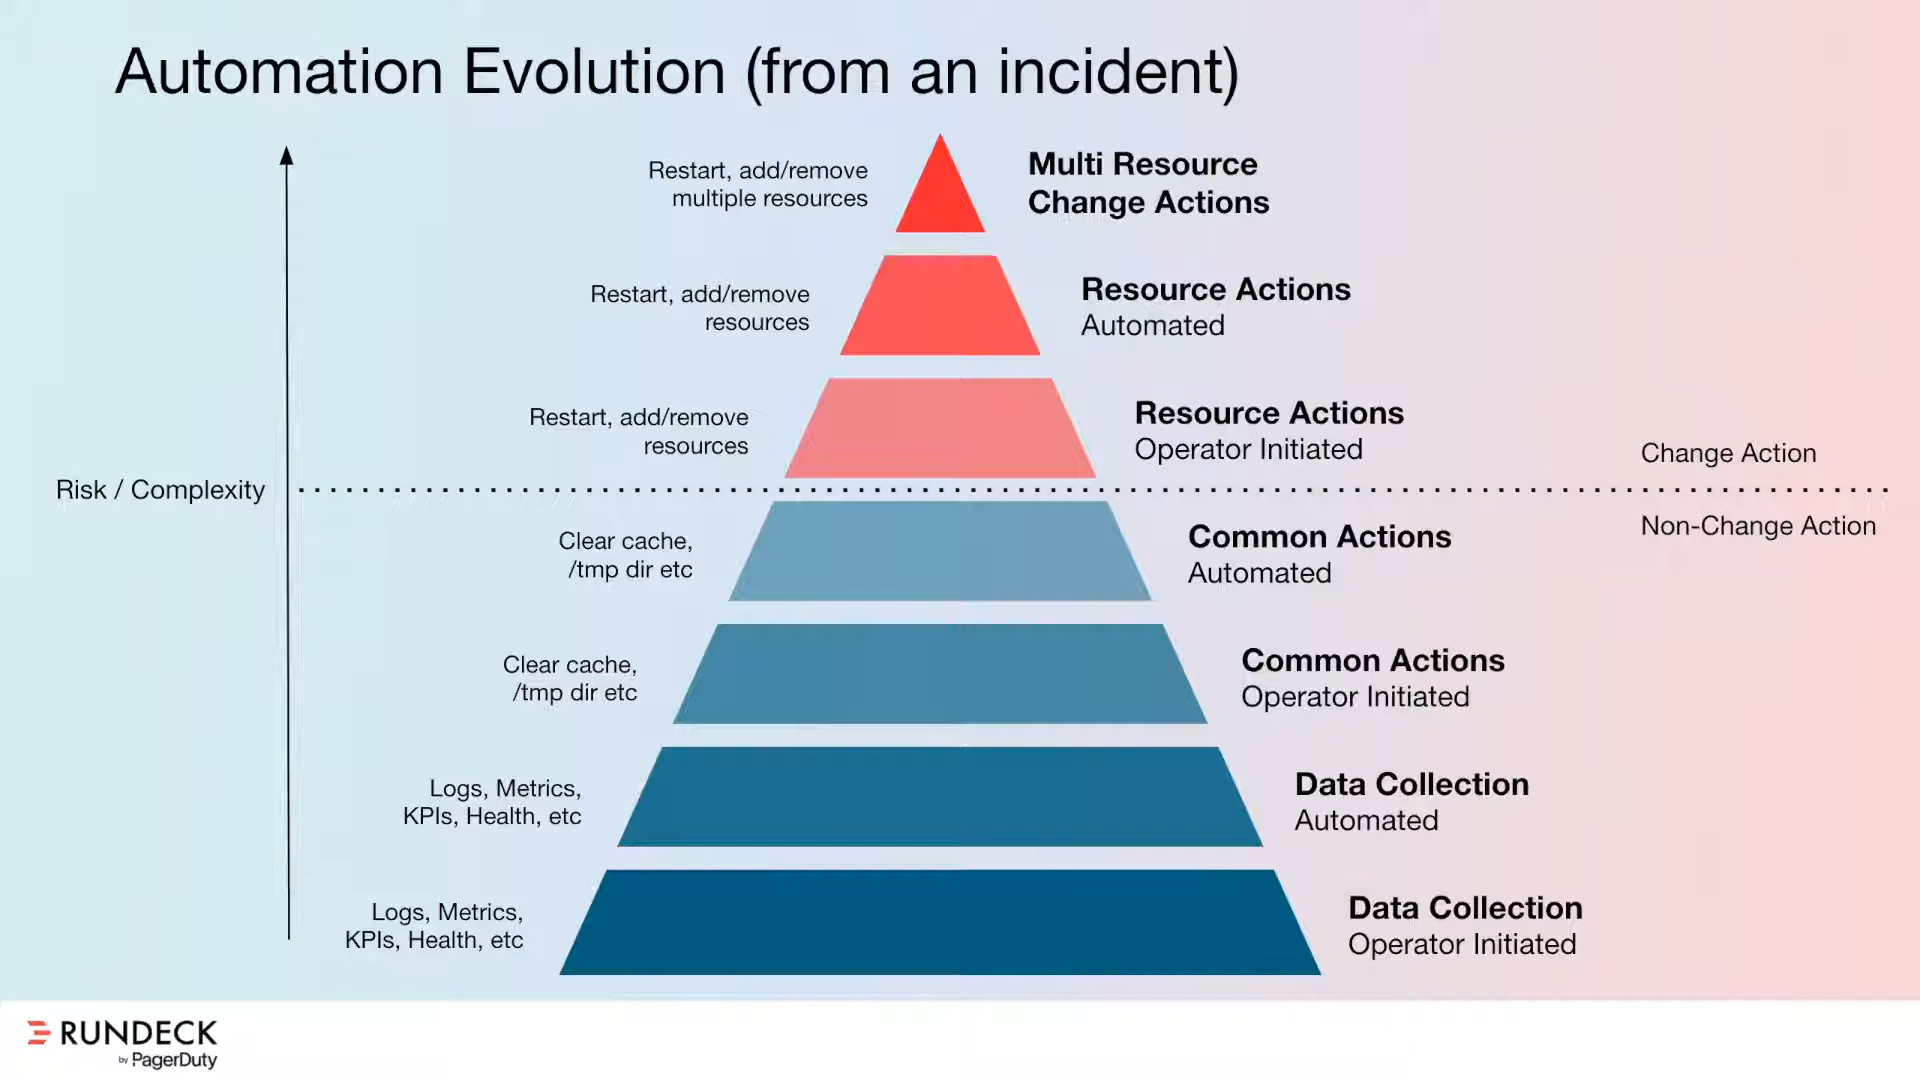 Automation Evolution (from an incident)
Restart, add/remove
multiple resources
Multi Resource
Change Actions
Restart, add/remove
resources
Resource Actions
Automated
Restart, add/remove
resources
Resource Actions
Operator Initiated
Change Action
Risk / Complexity
Non-Change Action
Clear cache,
/tmp dir etc
Common Actions
Automated
Clear cache,
/tmp dir etc
Common Actions
Operator Initiated
Logs, Metrics,
KPIs, Health, etc
Data Collection
Automated
Logs, Metrics,
KPIs, Health, etc
Data Collection
Operator Initiated
RUNDECK
by PagerDuty